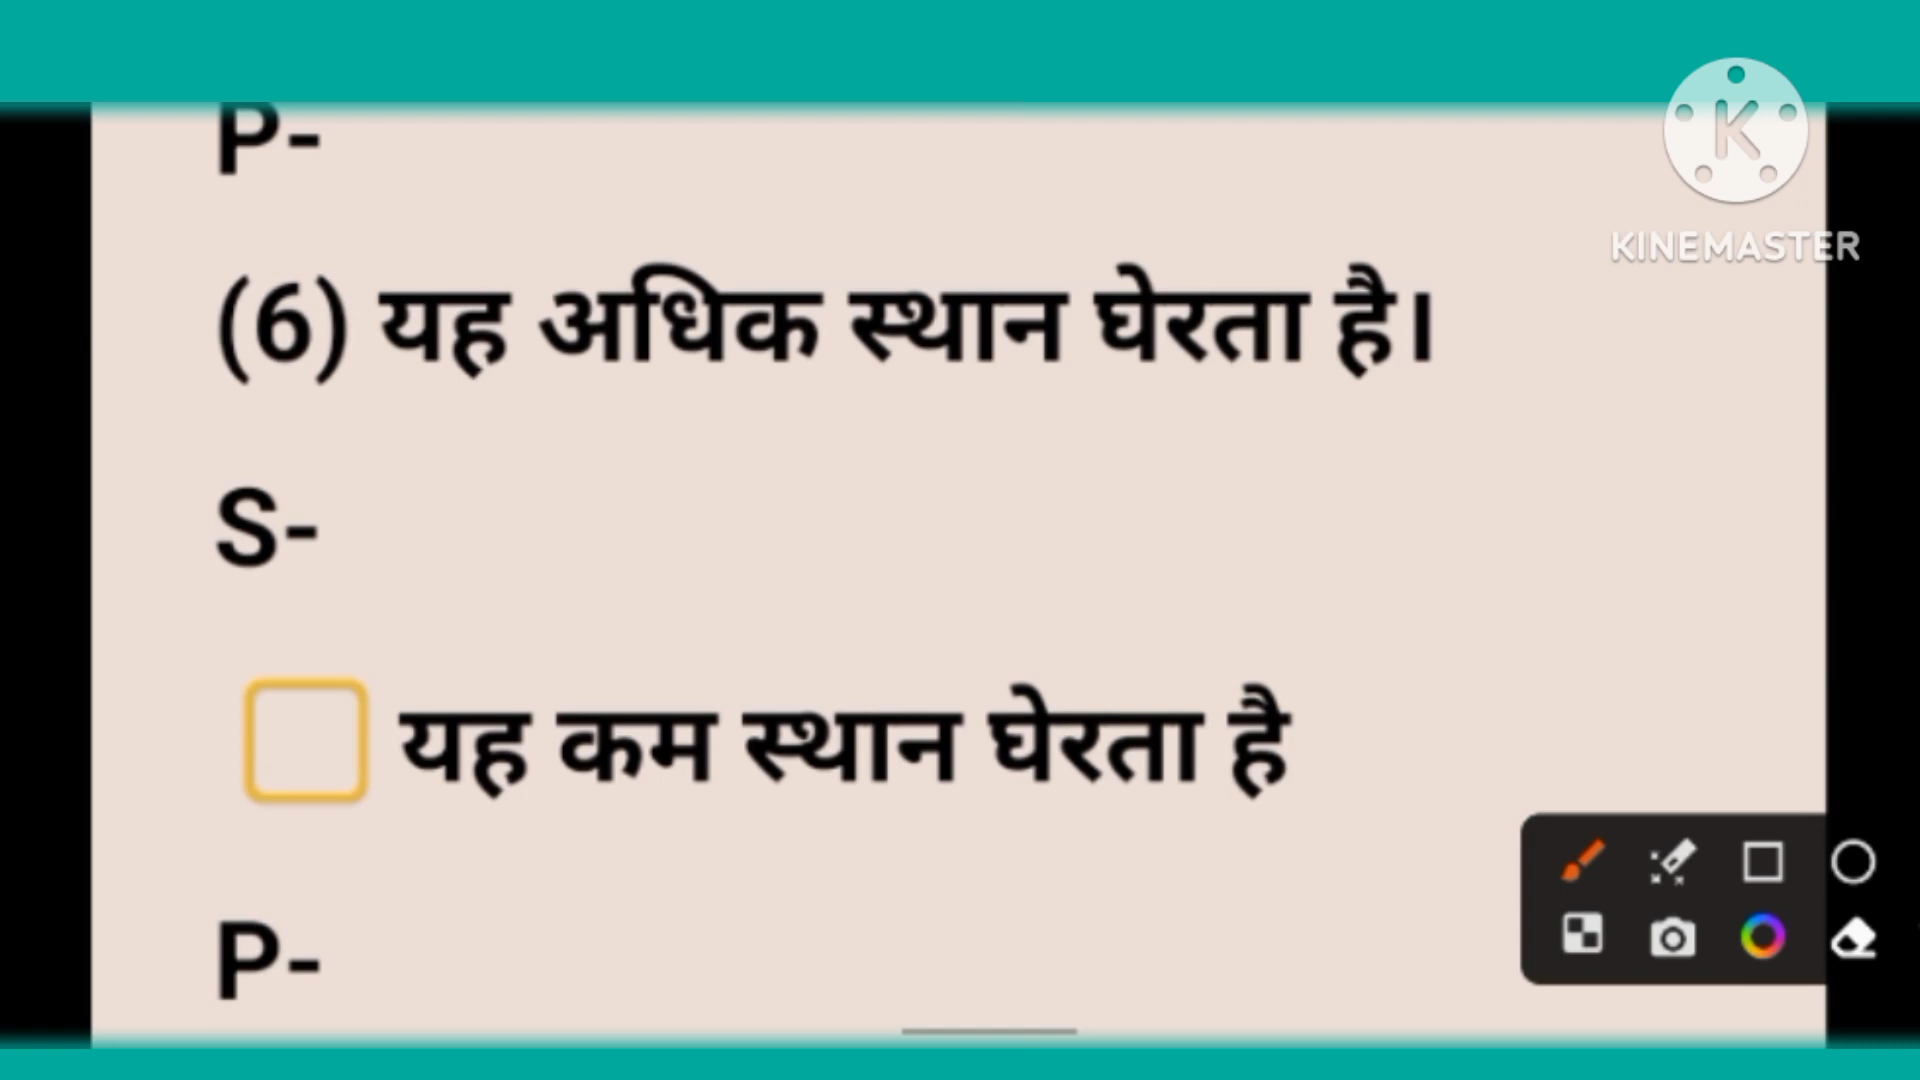 P-
KINEMASTER
(6) यह अधिक स्थान घेरता है।
S-
यह कम स्थान घेरता है
P-